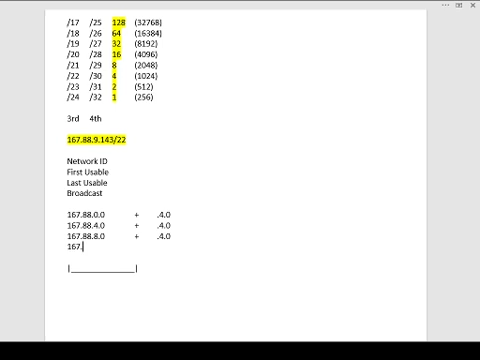 /17 /25 128 (32768)
/18 /26 64 (16384)
/19 /27 32 (8192)
/20 /28 16 (4096)
/21 /29 8 (2048)
/22 /30 4 (1024)
/23 /31 2 (512)
/24 /32 1 (256)
3rd 4th
167.88.9.143/22
Network ID
First Usable
Last Usable
Broadcast
167.88.0.0 + .4.0
167.88.4.0 + .4.0
167.88.8.0 + .4.0
167.
|______________|